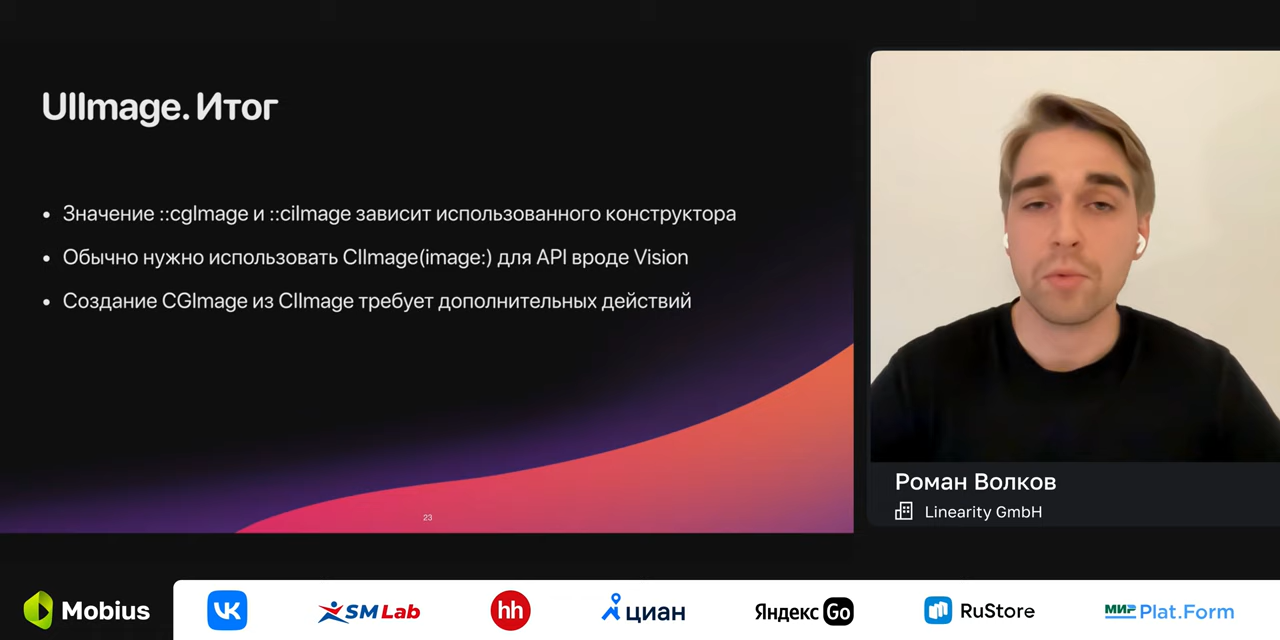 UIImage. Итог
• Значение ::cgImage и ::ciImage зависит использованного конструктора
• Обычно нужно использовать CIImage(image:) для API вроде Vision
• Создание CGImage из CIImage требует дополнительных действий
23
Роман Волков
Linearity GmbH
Mobius
VK
SM Lab
hh
циан
Яндекс Go
RuStore
МИР Plat.Form